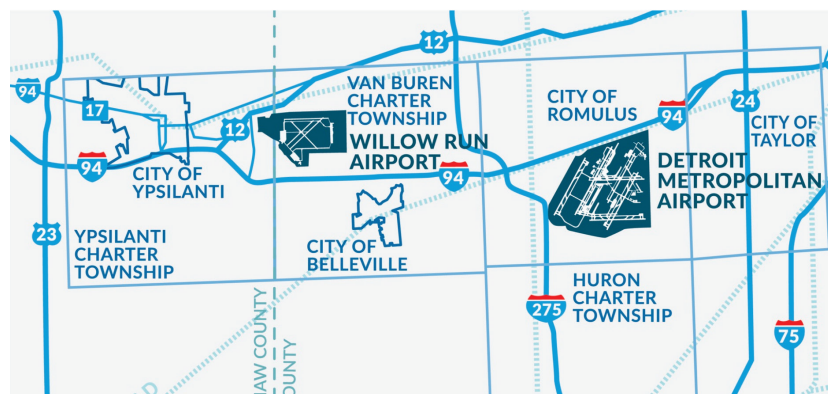 12
94
17
VAN BUREN
CHARTER
TOWNSHIP
CITY OF
ROMULUS
94
24
CITY OF
TAYLOR
12
WILLOW RUN
AIRPORT
94
CITY OF
YPSILANTI
94
DETROIT
METROPOLITAN
AIRPORT
23
YPSILANTI
CHARTER
TOWNSHIP
CITY OF
BELLEVILLE
HURON
CHARTER
TOWNSHIP
275
75
COUNTY